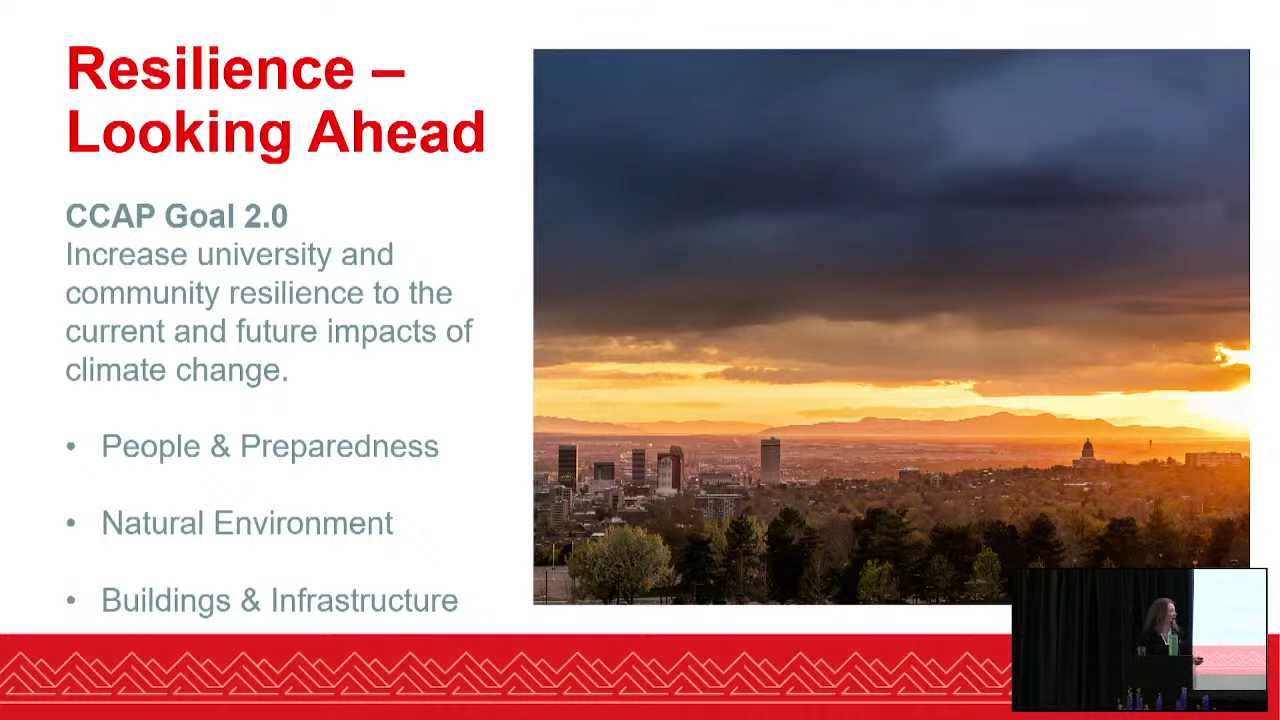 Resilience –
Looking Ahead
CCAP Goal 2.0
Increase university and
community resilience to the
current and future impacts of
climate change.
• People & Preparedness
• Natural Environment
• Buildings & Infrastructure